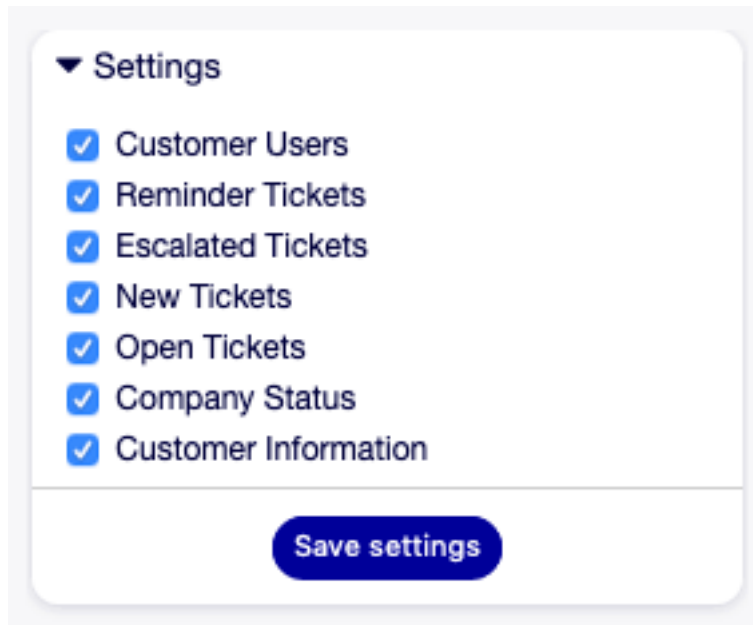 Settings
Customer Users
Reminder Tickets
Escalated Tickets
New Tickets
Open Tickets
Company Status
Customer Information
Save settings